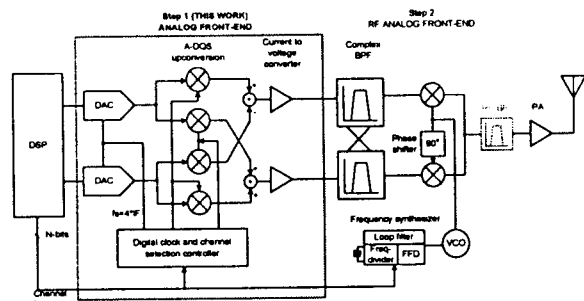 Step 1 (THIS WORK)
ANALOG FRONT-END
Step 2
RF ANALOG FRONT-END
A-DQS
upconversion
Current to
voltage
converter
Complex
BPF
DAC
DSP
DAC
Phase
shifter
90°
PA
fs=4*IF
N-bits
Digital clock and channel
selection controller
Channel
Frequency synthesizer
Loop filter
Freq-
divider
FFD
VCO